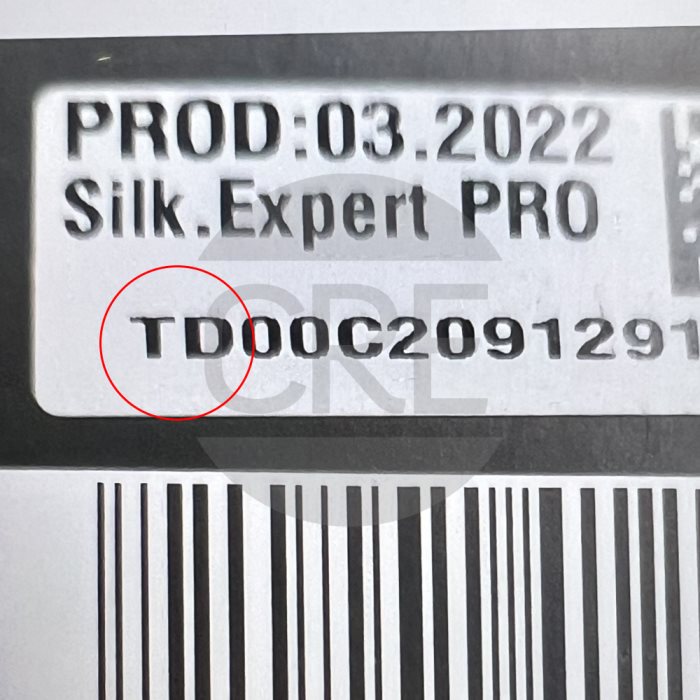 PROD:03.2022
Silk.Expert PRO
TD00C2091291
CRE